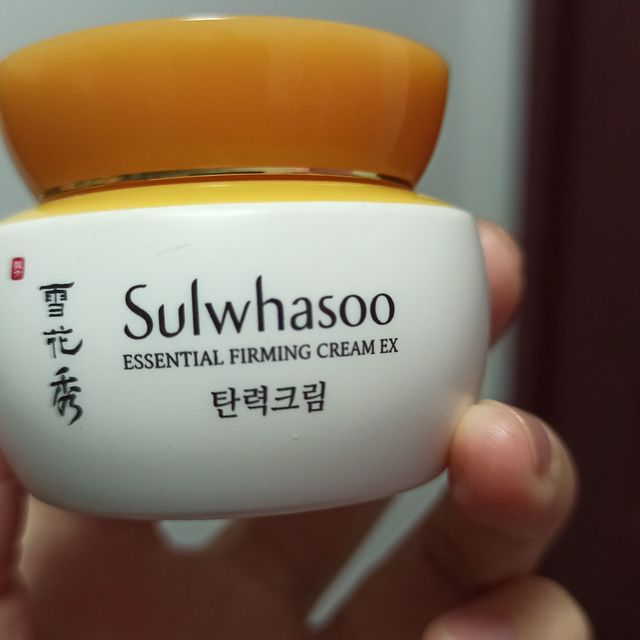 雪花秀
Sulwhasoo
ESSENTIAL FIRMING CREAM EX
탄력크림